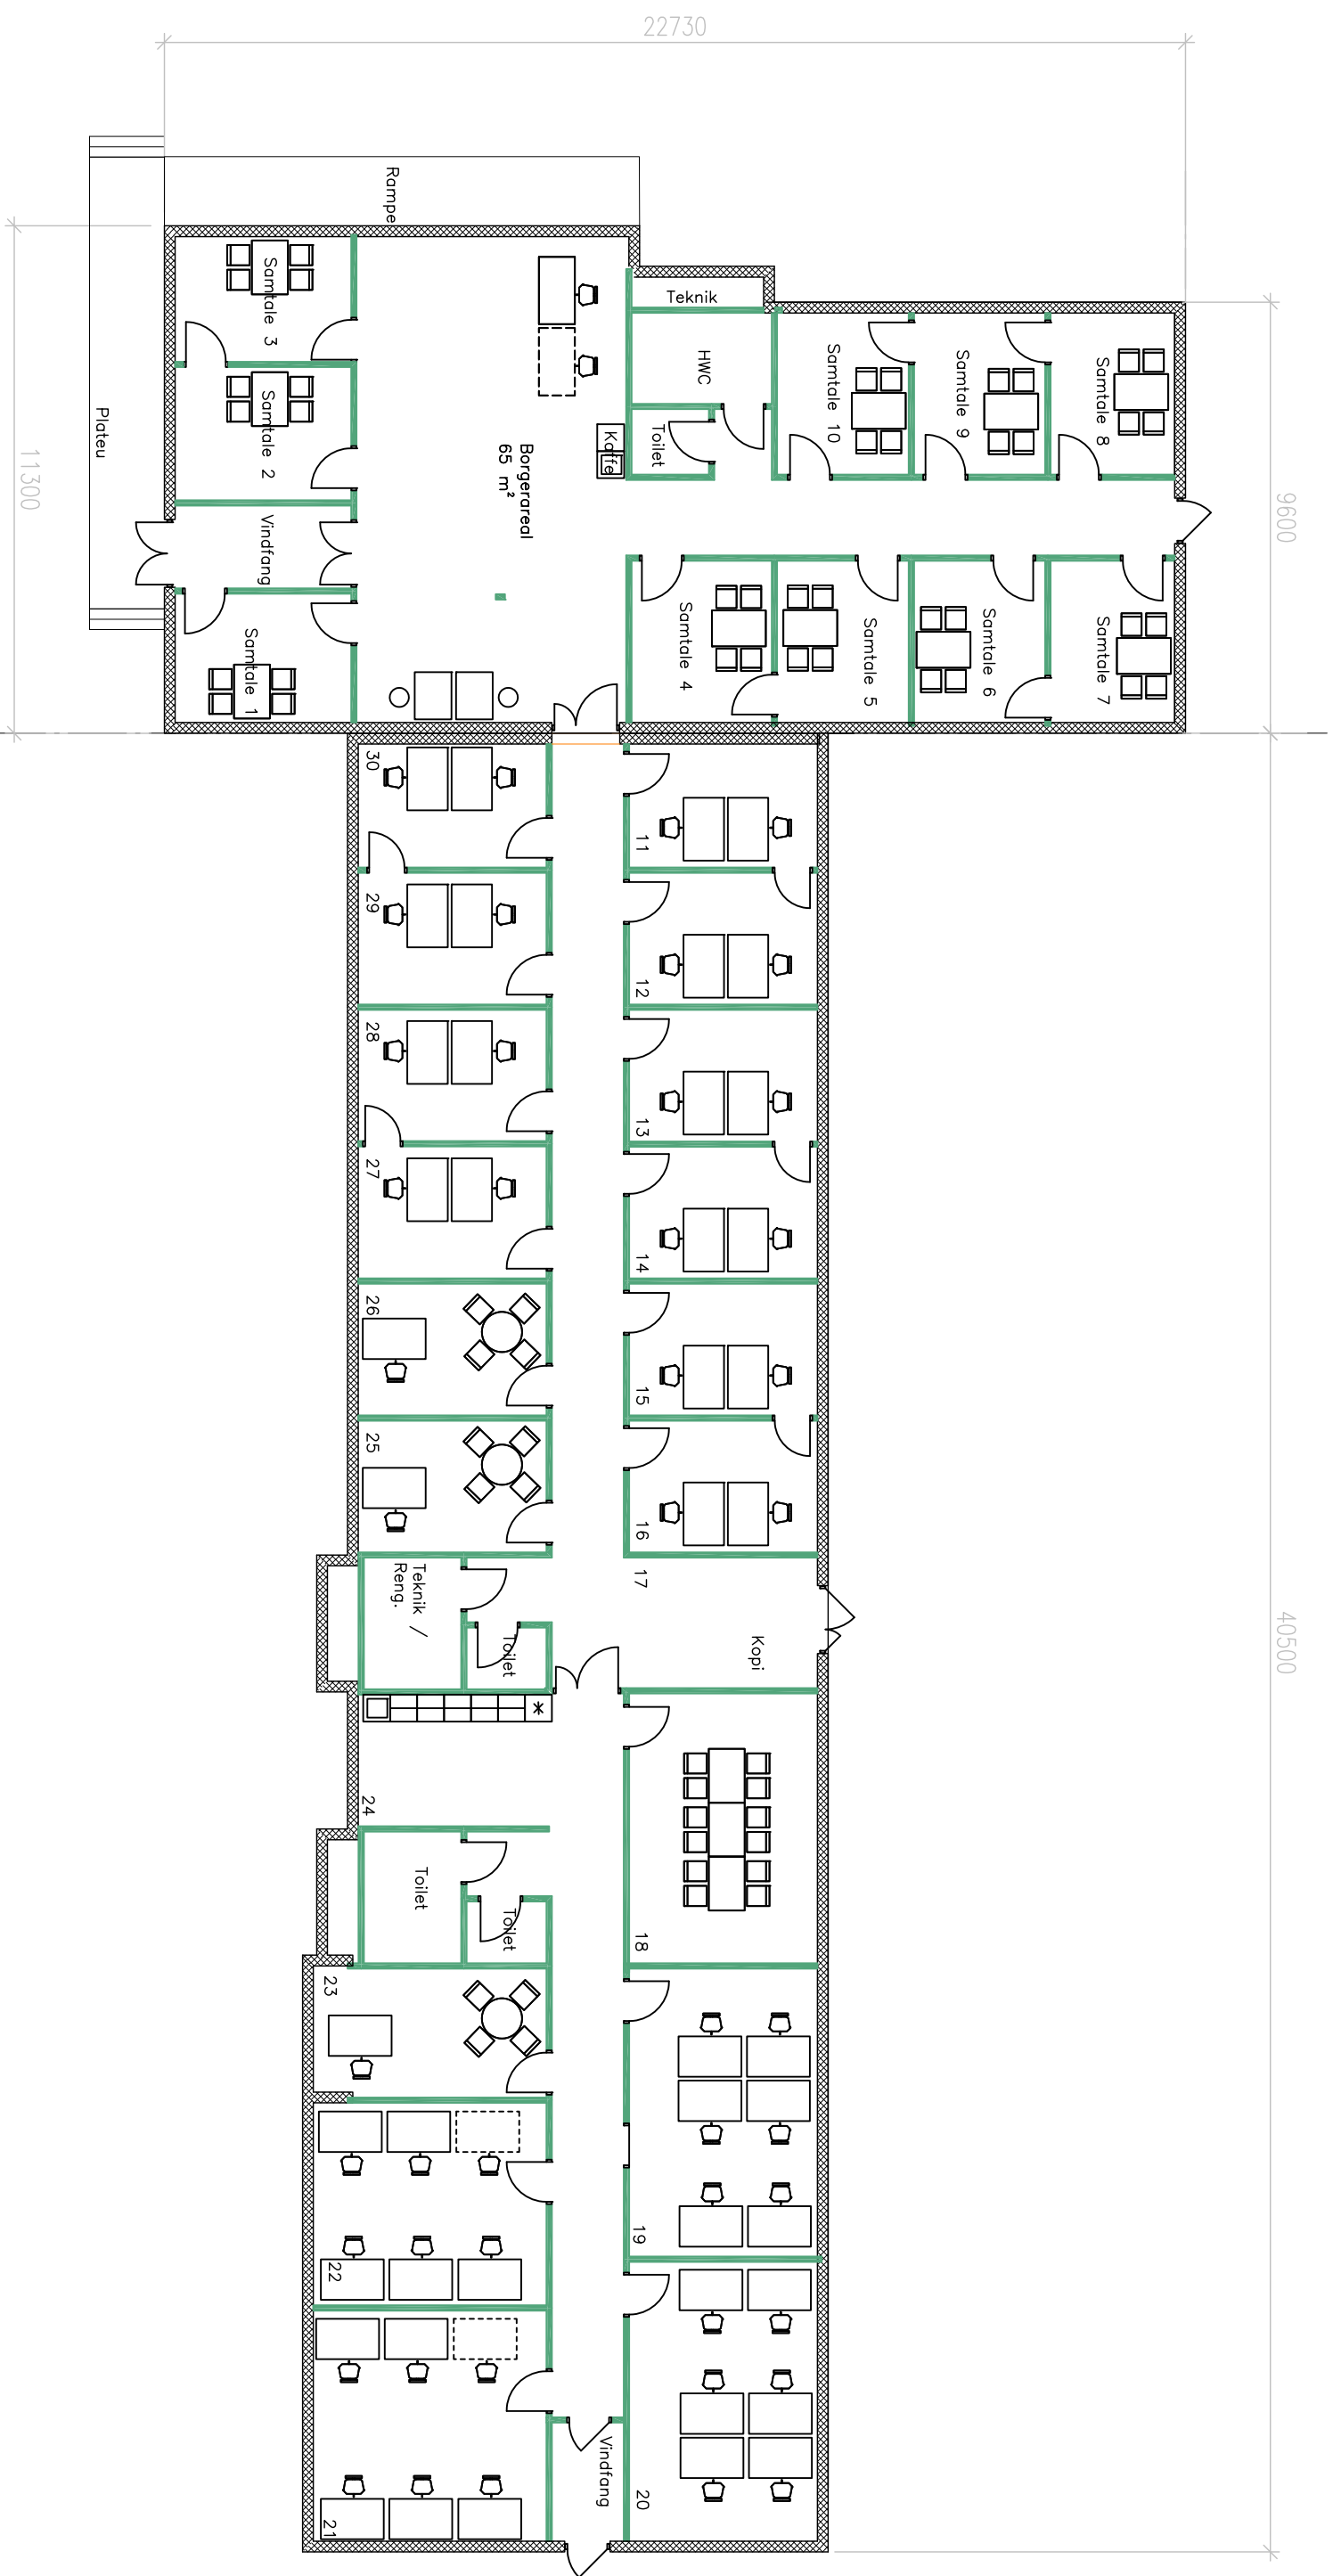 22730
Rampe
Plateu
11300
9600
Samtale 3
Samtale 2
Vindfang
Samtale 1
Borgerareal
65 m²
Kaffe
Teknik
HWC
Toilet
Samtale 10
Samtale 9
Samtale 8
Samtale 4
Samtale 5
Samtale 6
Samtale 7
30
11
29
12
28
13
27
14
26
15
25
16
Teknik /
Reng.
Toilet
17
Kopi
40500
24
18
Toilet
Toilet
23
19
22
21
Vindfang
20